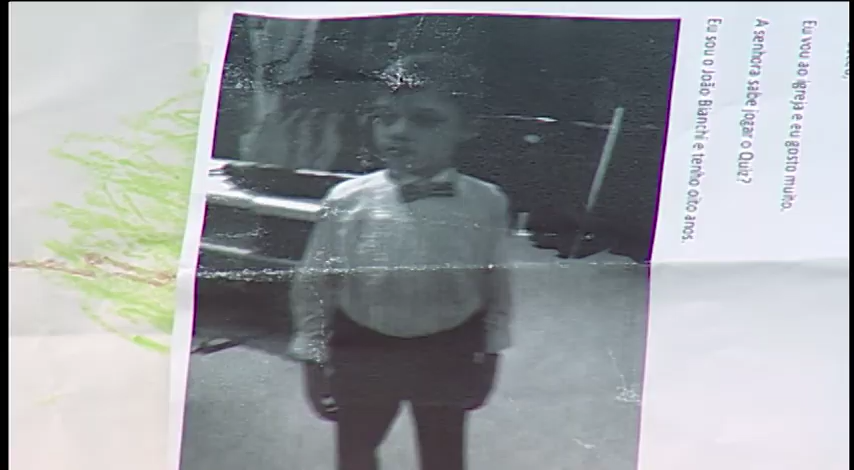 Eu vou ao igreja e eu gosto muito.
A senhora sabe jogar o Quiz?
Eu sou o João Bianchi e tenho oito anos.